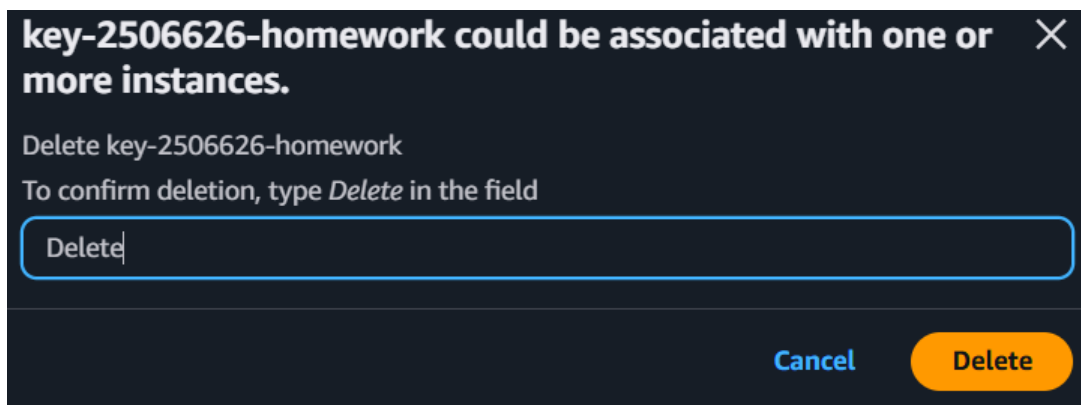 key-2506626-homework could be associated with one or
more instances.
Delete key-2506626-homework
To confirm deletion, type Delete in the field
Delete
Cancel
Delete